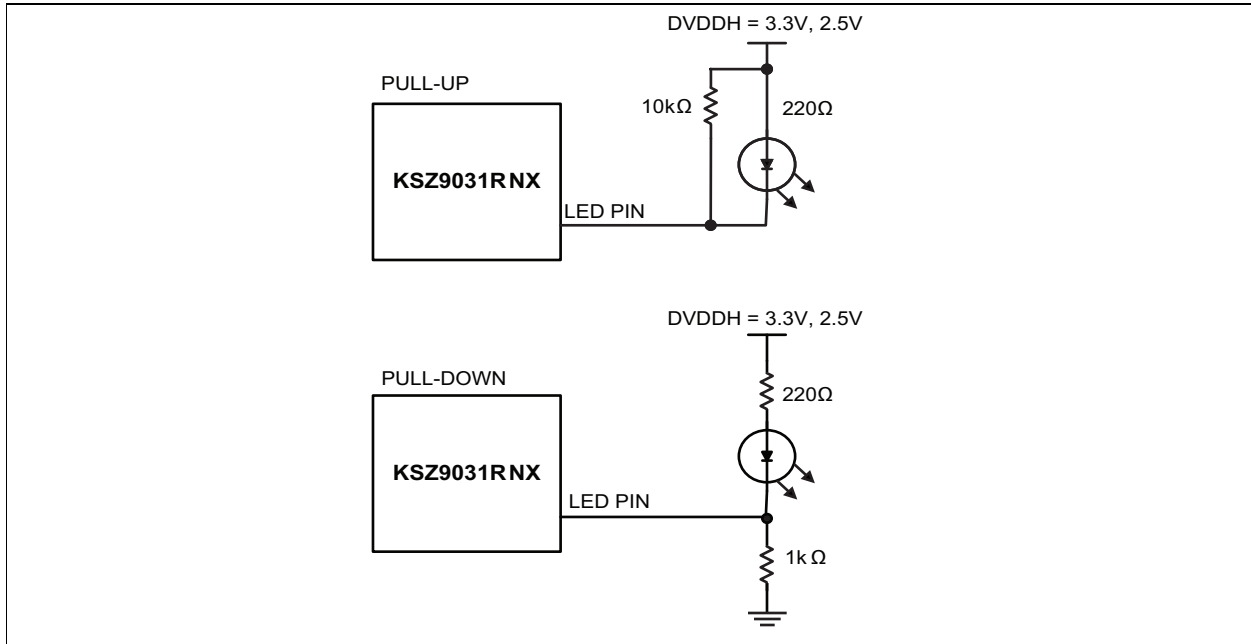 DVDDH = 3.3V, 2.5V
PULL-UP
10kΩ
220Ω
KSZ9031RNX
LED PIN
DVDDH = 3.3V, 2.5V
PULL-DOWN
220Ω
KSZ9031RNX
LED PIN
1kΩ